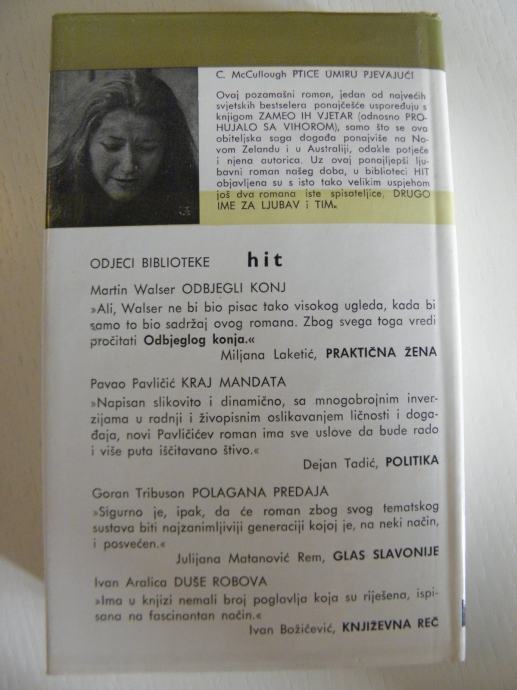 C. McCullough PTICE UMIRU PJEVAJUĆI
Ovaj pozamašni roman, jedan od najvećih
svjetskih bestselera ponajčešće uspoređuju s
knjigom ZAMEO IH VJETAR (odnosno PRO-
HUJALO SA VIHOROM), samo što se ova
obiteljska saga događa ponajviše na No-
vom Zelandu i u Australiji, odakle potječe
i njena autorica. Uz ovaj ponajljepši lju-
bavni roman našeg doba, u biblioteci HIT
objavljena su s isto tako velikim uspjehom
još dva romana iste spisateljice, DRUGO
IME ZA LJUBAV i TIM.
ODJECI BIBLIOTEKE hit
Martin Walser ODBJEGLI KONJ
»Ali, Walser ne bi bio pisac tako visokog ugleda, kada bi
samo to bio sadržaj ovog romana. Zbog svega toga vredi
pročitati Odbjeglog konja.«
Miljana Laketić, PRAKTIČNA ŽENA
Pavao Pavličić KRAJ MANDATA
»Napisan slikovito i dinamično, sa mnogobrojnim inver-
zijama u radnji i živopisnim oslikavanjem ličnosti i doga-
đaja, novi Pavličićev roman ima sve uslove da bude rado
i više puta iščitavano štivo.«
Dejan Tadić, POLITIKA
Goran Tribuson POLAGANA PREDAJA
»Sigurno je, ipak, da će roman zbog svog tematskog
sustava biti najzanimljiviji generaciji kojoj je, na neki način,
i posvećen.«
Julijana Matanović Rem, GLAS SLAVONIJE
Ivan Aralica DUŠE ROBOVA
»Ima u knjizi nemali broj poglavlja koja su riješena, ispi-
sana na fascinantan način.«
Ivan Božičević, KNJIŽEVNA REČ